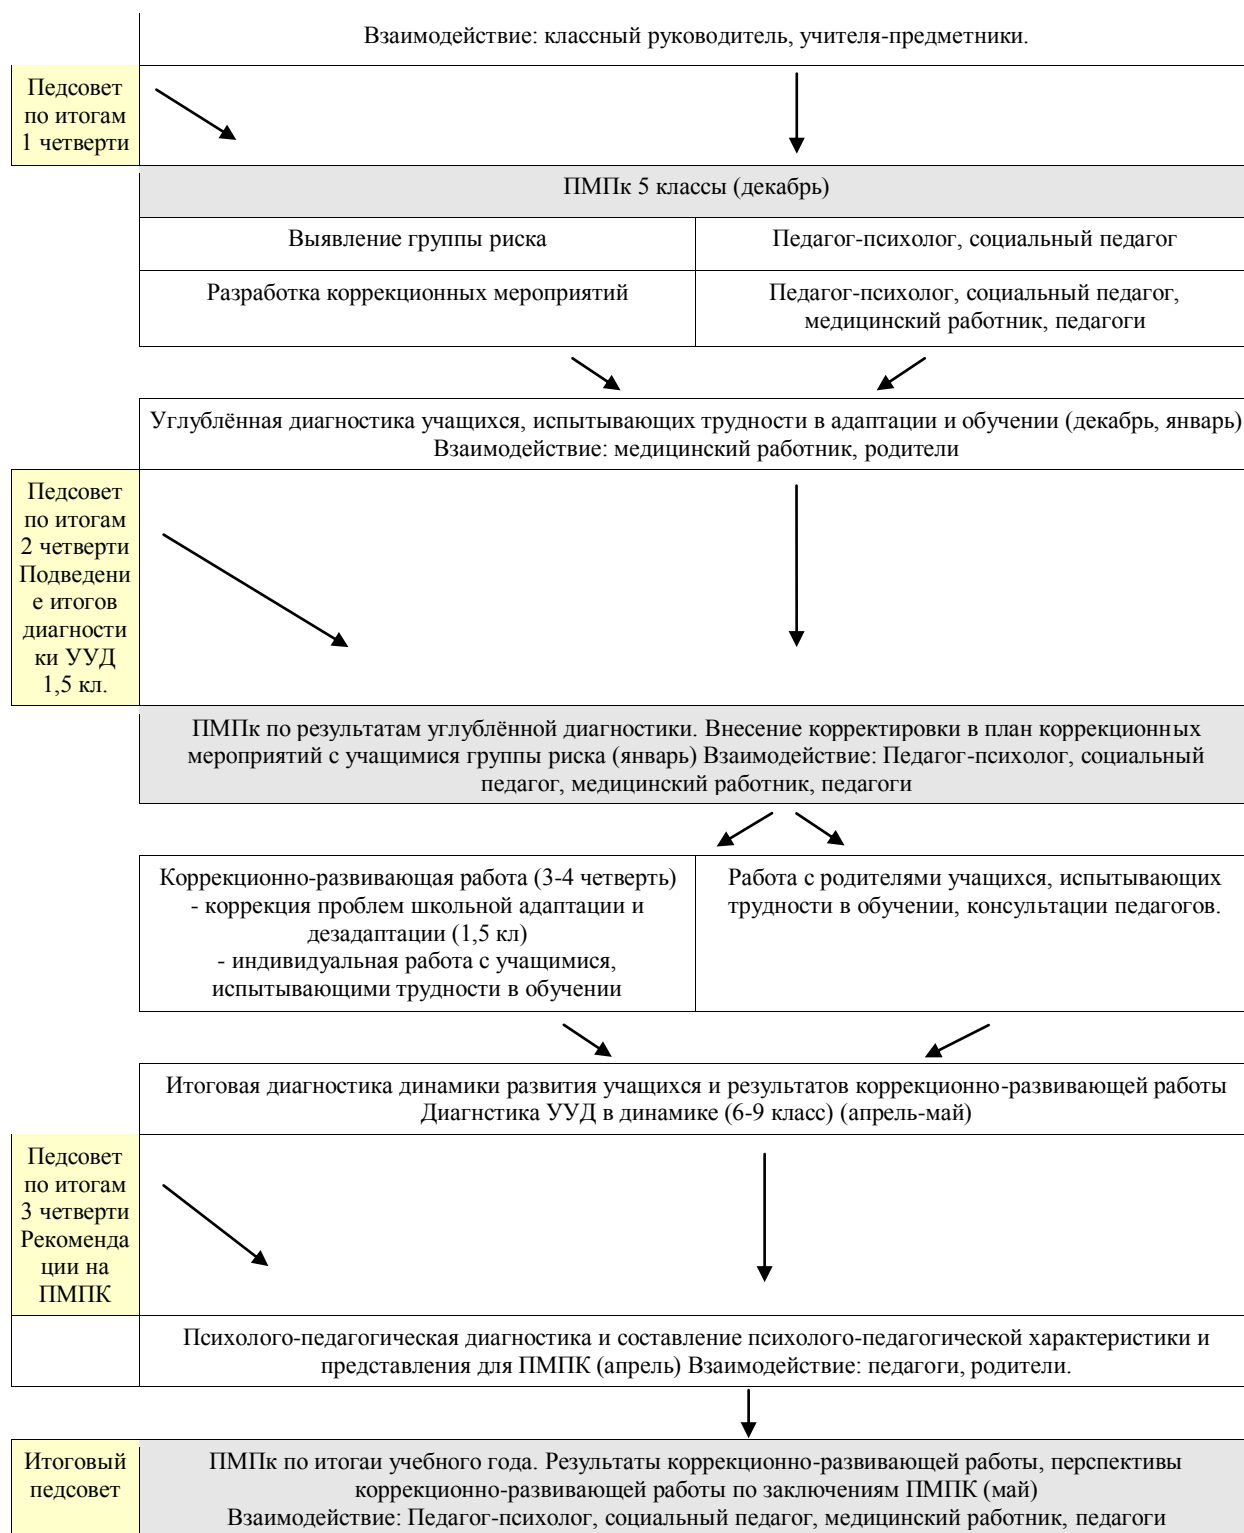 Взаимодействие: классный руководитель, учителя-предметники.
Педсовет
по итогам
1 четверти
ПМПк 5 классы (декабрь)
Выявление группы риска
Педагог-психолог, социальный педагог
Разработка коррекционных мероприятий
Педагог-психолог, социальный педагог,
медицинский работник, педагоги
Углублённая диагностика учащихся, испытывающих трудности в адаптации и обучении (декабрь, январь)
Взаимодействие: медицинский работник, родители
Педсовет
по итогам
2 четверти
Подведени
е итогов
диагности
ки УУД
1,5 кл.
ПМПк по результатам углублённой диагностики. Внесение корректировки в план коррекционных
мероприятий с учащимися группы риска (январь) Взаимодействие: Педагог-психолог, социальный
педагог, медицинский работник, педагоги
Коррекционно-развивающая работа (3-4 четверть)
- коррекция проблем школьной адаптации и
дезадаптации (1,5 кл)
- индивидуальная работа с учащимися,
испытывающими трудности в обучении
Работа с родителями учащихся, испытывающих
трудности в обучении, консультации педагогов.
Итоговая диагностика динамики развития учащихся и результатов коррекционно-развивающей работы
Диагнстика УУД в динамике (6-9 класс) (апрель-май)
Педсовет
по итогам
3 четверти
Рекоменда
ции на
ПМПК
Психолого-педагогическая диагностика и составление психолого-педагогической характеристики и
представления для ПМПК (апрель) Взаимодействие: педагоги, родители.
Итоговый
педсовет
ПМПк по итогаи учебного года. Результаты коррекционно-развивающей работы, перспективы
коррекционно-развивающей работы по заключениям ПМПК (май)
Взаимодействие: Педагог-психолог, социальный педагог, медицинский работник, педагоги